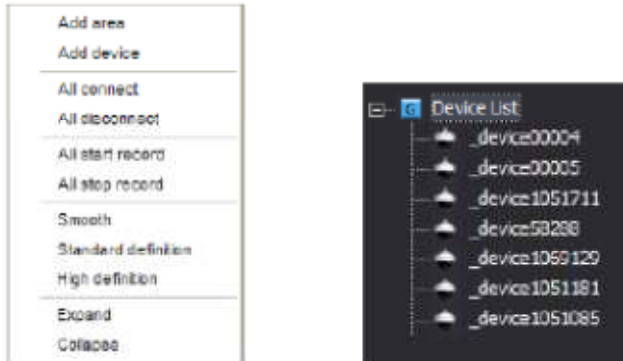 Add area
Add device
All connect
All disconnect
All start record
All stop record
Smooth
Standard definition
High definition
Expand
Collapse
G Device List
_device00004
_device00005
_device1051711
_device58288
_device1069129
_device1051181
_device1051085